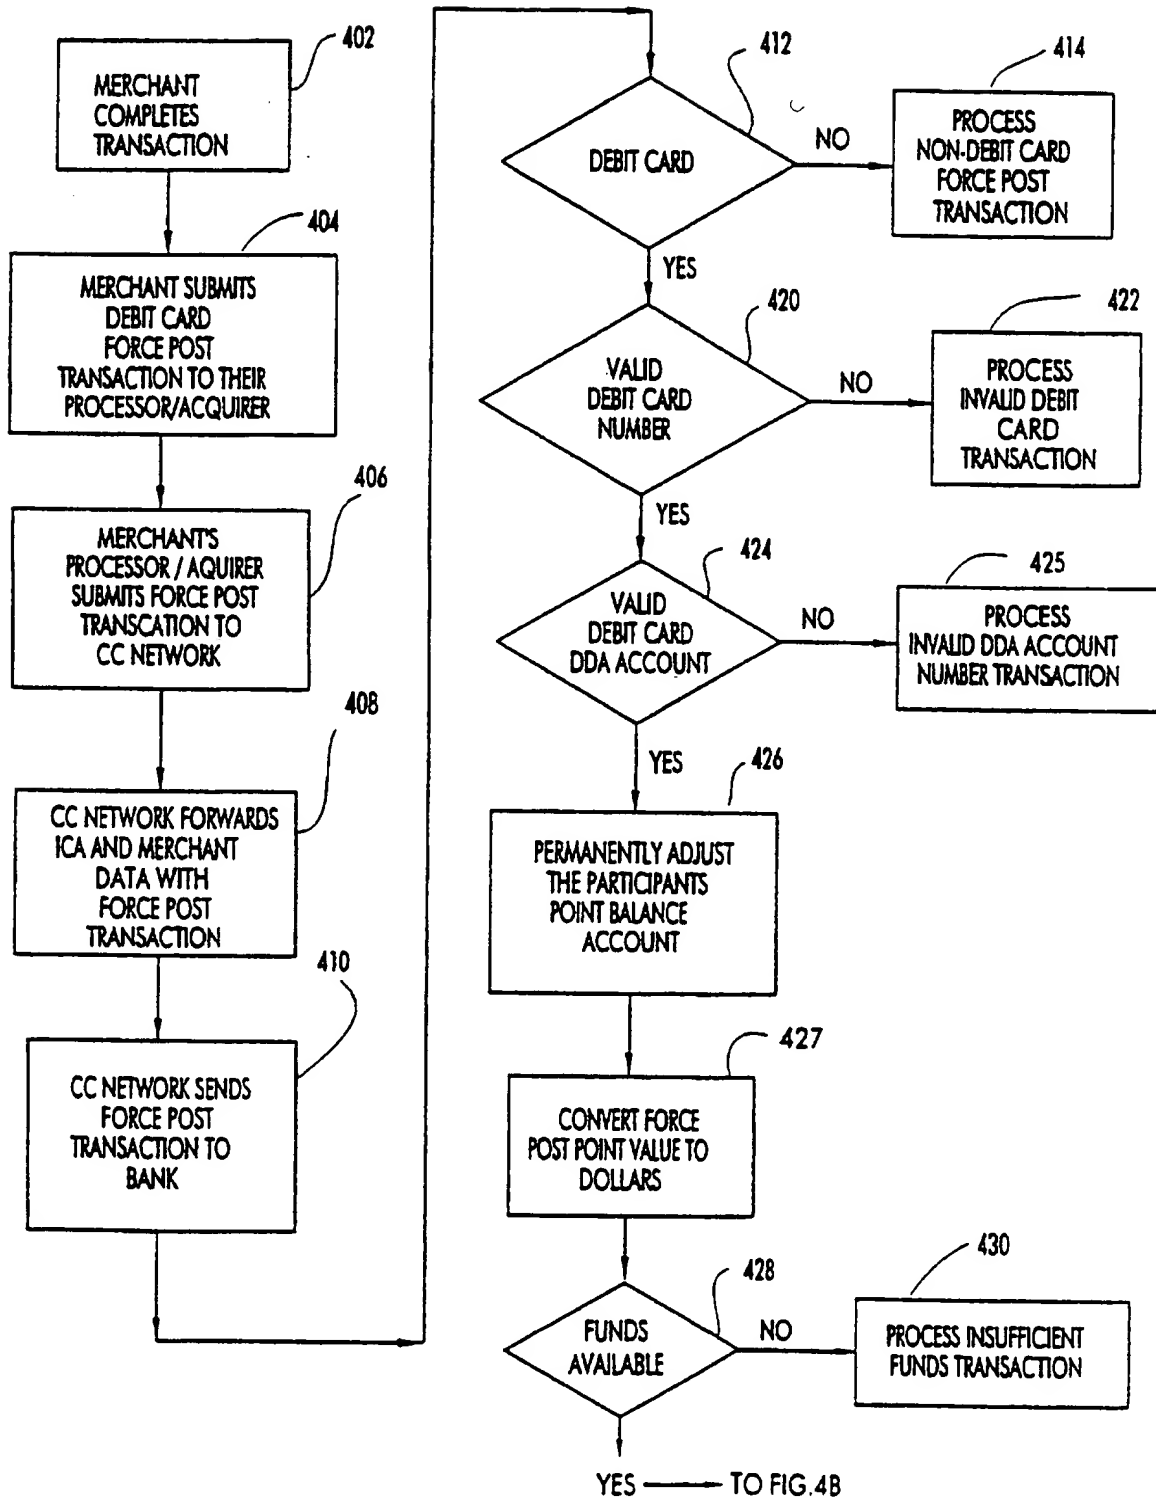 402
MERCHANT
COMPLETES
TRANSACTION
404
MERCHANT SUBMITS
DEBIT CARD
FORCE POST
TRANSACTION TO THEIR
PROCESSOR/ACQUIRER
406
MERCHANT'S
PROCESSOR / AQUIRER
SUBMITS FORCE POST
TRANSCATION TO
CC NETWORK
408
CC NETWORK FORWARDS
ICA AND MERCHANT
DATA WITH
FORCE POST
TRANSACTION
410
CC NETWORK SENDS
FORCE POST
TRANSACTION TO
BANK
412
DEBIT CARD
NO
414
PROCESS
NON-DEBIT CARD
FORCE POST
TRANSACTION
YES
420
VALID
DEBIT CARD
NUMBER
NO
422
PROCESS
INVALID DEBIT
CARD
TRANSACTION
YES
424
VALID
DEBIT CARD
DDA ACCOUNT
NO
425
PROCESS
INVALID DDA ACCOUNT
NUMBER TRANSACTION
YES
426
PERMANENTLY ADJUST
THE PARTICIPANTS
POINT BALANCE
ACCOUNT
427
CONVERT FORCE
POST POINT VALUE TO
DOLLARS
428
FUNDS
AVAILABLE
NO
430
PROCESS INSUFFICIENT
FUNDS TRANSACTION
YES TO FIG.4B